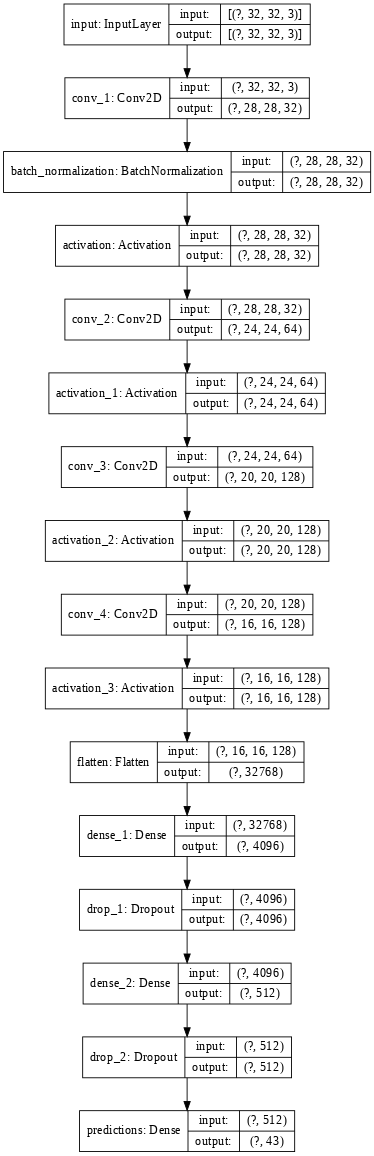 input: InputLayer
input: [(?, 32, 32, 3)]
output: [(?, 32, 32, 3)]
conv_1: Conv2D
input: (?, 32, 32, 3)
output: (?, 28, 28, 32)
batch_normalization: BatchNormalization
input: (?, 28, 28, 32)
output: (?, 28, 28, 32)
activation: Activation
input: (?, 28, 28, 32)
output: (?, 28, 28, 32)
conv_2: Conv2D
input: (?, 28, 28, 32)
output: (?, 24, 24, 64)
activation_1: Activation
input: (?, 24, 24, 64)
output: (?, 24, 24, 64)
conv_3: Conv2D
input: (?, 24, 24, 64)
output: (?, 20, 20, 128)
activation_2: Activation
input: (?, 20, 20, 128)
output: (?, 20, 20, 128)
conv_4: Conv2D
input: (?, 20, 20, 128)
output: (?, 16, 16, 128)
activation_3: Activation
input: (?, 16, 16, 128)
output: (?, 16, 16, 128)
flatten: Flatten
input: (?, 16, 16, 128)
output: (?, 32768)
dense_1: Dense
input: (?, 32768)
output: (?, 4096)
drop_1: Dropout
input: (?, 4096)
output: (?, 4096)
dense_2: Dense
input: (?, 4096)
output: (?, 512)
drop_2: Dropout
input: (?, 512)
output: (?, 512)
predictions: Dense
input: (?, 512)
output: (?, 43)